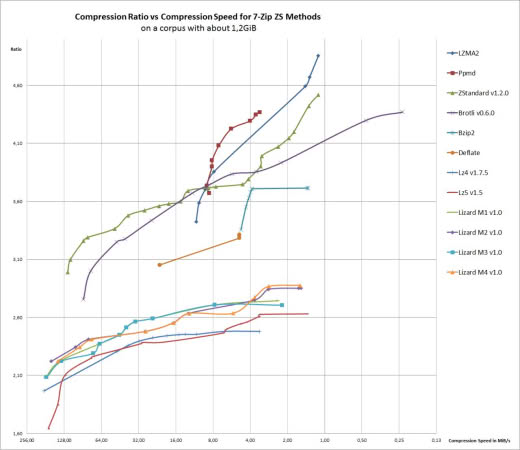 Compression Ratio vs Compression Speed for 7-Zip ZS Methods
on a corpus with about 1,2GiB
Ratio
4,60
4,10
3,60
3,10
2,60
2,10
1,60
256,00 128,00 64,00 32,00 16,00 8,00 4,00 2,00 1,00 0,50 0,25 0,13
Compression Speed in MiB/s
LZMA2
Ppmd
ZStandard v1.2.0
Brotli v0.6.0
Bzip2
Deflate
Lz4 v1.7.5
Lz5 v1.5
Lizard M1 v1.0
Lizard M2 v1.0
Lizard M3 v1.0
Lizard M4 v1.0